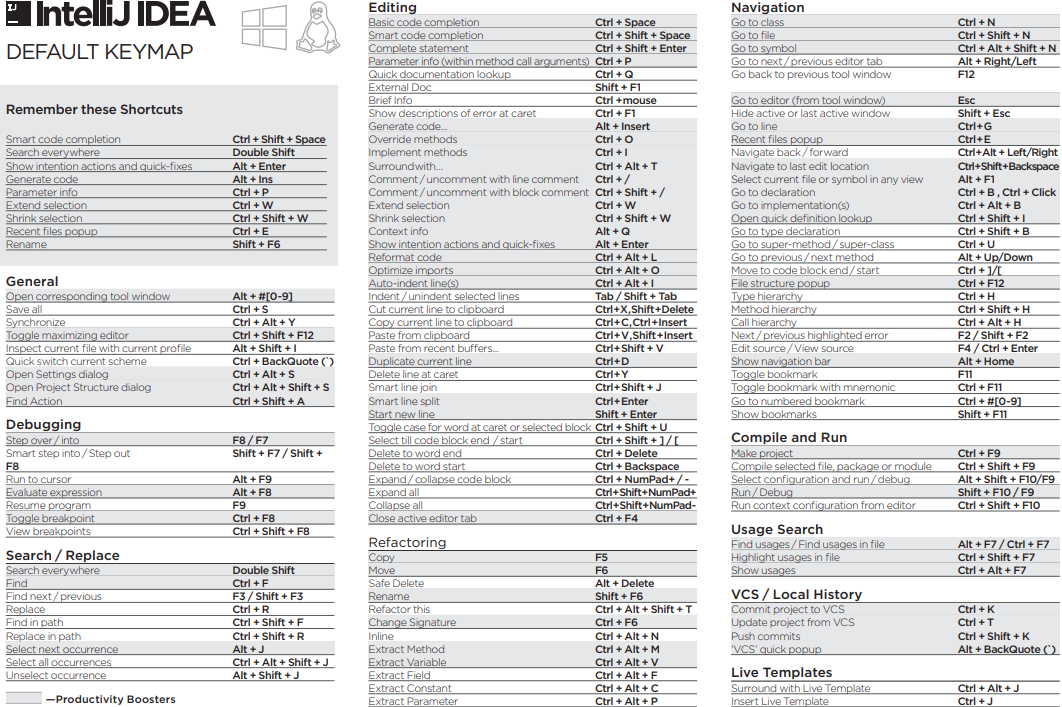 IntelliJ IDEA
DEFAULT KEYMAP
Remember these Shortcuts
Smart code completion Ctrl + Shift + Space
Search everywhere Double Shift
Show intention actions and quick-fixes Alt + Enter
Generate code Alt + Ins
Parameter info Ctrl + P
Extend selection Ctrl + W
Shrink selection Ctrl + Shift + W
Recent files popup Ctrl + E
Rename Shift + F6
General
Open corresponding tool window Alt + #[0-9]
Save all Ctrl + S
Synchronize Ctrl + Alt + Y
Toggle maximizing editor Ctrl + Shift + F12
Inspect current file with current profile Alt + Shift + I
Quick switch current scheme Ctrl + BackQuote (`)
Open Settings dialog Ctrl + Alt + S
Open Project Structure dialog Ctrl + Alt + Shift + S
Find Action Ctrl + Shift + A
Debugging
Step over / into F8 / F7
Smart step into / Step out Shift + F7 / Shift +
F8
Run to cursor Alt + F9
Evaluate expression Alt + F8
Resume program F9
Toggle breakpoint Ctrl + F8
View breakpoints Ctrl + Shift + F8
Search / Replace
Search everywhere Double Shift
Find Ctrl + F
Find next / previous F3 / Shift + F3
Replace Ctrl + R
Find in path Ctrl + Shift + F
Replace in path Ctrl + Shift + R
Select next occurrence Alt + J
Select all occurrences Ctrl + Alt + Shift + J
Unselect occurrence Alt + Shift + J
—Productivity Boosters
Editing
Basic code completion Ctrl + Space
Smart code completion Ctrl + Shift + Space
Complete statement Ctrl + Shift + Enter
Parameter info (within method call arguments) Ctrl + P
Quick documentation lookup Ctrl + Q
External Doc Shift + F1
Brief Info Ctrl +mouse
Show descriptions of error at caret Ctrl + F1
Generate code... Alt + Insert
Override methods Ctrl + O
Implement methods Ctrl + I
Surround with... Ctrl + Alt + T
Comment / uncomment with line comment Ctrl + /
Comment / uncomment with block comment Ctrl + Shift + /
Extend selection Ctrl + W
Shrink selection Ctrl + Shift + W
Context info Alt + Q
Show intention actions and quick-fixes Alt + Enter
Reformat code Ctrl + Alt + L
Optimize imports Ctrl + Alt + O
Auto-indent line(s) Ctrl + Alt + I
Indent / unindent selected lines Tab / Shift + Tab
Cut current line to clipboard Ctrl+X,Shift+Delete
Copy current line to clipboard Ctrl+C,Ctrl+Insert
Paste from clipboard Ctrl+V,Shift+Insert
Paste from recent buffers... Ctrl+Shift + V
Duplicate current line Ctrl+D
Delete line at caret Ctrl+Y
Smart line join Ctrl+Shift + J
Smart line split Ctrl+Enter
Start new line Shift + Enter
Toggle case for word at caret or selected block Ctrl + Shift + U
Select till code block end / start Ctrl + Shift + ] / [
Delete to word end Ctrl + Delete
Delete to word start Ctrl + Backspace
Expand / collapse code block Ctrl + NumPad+ / -
Expand all Ctrl+Shift+NumPad+
Collapse all Ctrl+Shift+NumPad-
Close active editor tab Ctrl + F4
Refactoring
Copy F5
Move F6
Safe Delete Alt + Delete
Rename Shift + F6
Refactor this Ctrl + Alt + Shift + T
Change Signature Ctrl + F6
Inline Ctrl + Alt + N
Extract Method Ctrl + Alt + M
Extract Variable Ctrl + Alt + V
Extract Field Ctrl + Alt + F
Extract Constant Ctrl + Alt + C
Extract Parameter Ctrl + Alt + P
Navigation
Go to class Ctrl + N
Go to file Ctrl + Shift + N
Go to symbol Ctrl + Alt + Shift + N
Go to next / previous editor tab Alt + Right/Left
Go back to previous tool window F12
Go to editor (from tool window) Esc
Hide active or last active window Shift + Esc
Go to line Ctrl+G
Recent files popup Ctrl+E
Navigate back / forward Ctrl+Alt + Left/Right
Navigate to last edit location Ctrl+Shift+Backspace
Select current file or symbol in any view Alt + F1
Go to declaration Ctrl + B , Ctrl + Click
Go to implementation(s) Ctrl + Alt + B
Open quick definition lookup Ctrl + Shift + I
Go to type declaration Ctrl + Shift + B
Go to super-method / super-class Ctrl + U
Go to previous / next method Alt + Up/Down
Move to code block end / start Ctrl + ]/[
File structure popup Ctrl + F12
Type hierarchy Ctrl + H
Method hierarchy Ctrl + Shift + H
Call hierarchy Ctrl + Alt + H
Next / previous highlighted error F2 / Shift + F2
Edit source / View source F4 / Ctrl + Enter
Show navigation bar Alt + Home
Toggle bookmark F11
Toggle bookmark with mnemonic Ctrl + F11
Go to numbered bookmark Ctrl + #[0-9]
Show bookmarks Shift + F11
Compile and Run
Make project Ctrl + F9
Compile selected file, package or module Ctrl + Shift + F9
Select configuration and run / debug Alt + Shift + F10/F9
Run / Debug Shift + F10 / F9
Run context configuration from editor Ctrl + Shift + F10
Usage Search
Find usages / Find usages in file Alt + F7 / Ctrl + F7
Highlight usages in file Ctrl + Shift + F7
Show usages Ctrl + Alt + F7
VCS / Local History
Commit project to VCS Ctrl + K
Update project from VCS Ctrl + T
Push commits Ctrl + Shift + K
'VCS' quick popup Alt + BackQuote (`)
Live Templates
Surround with Live Template Ctrl + Alt + J
Insert Live Template Ctrl + J